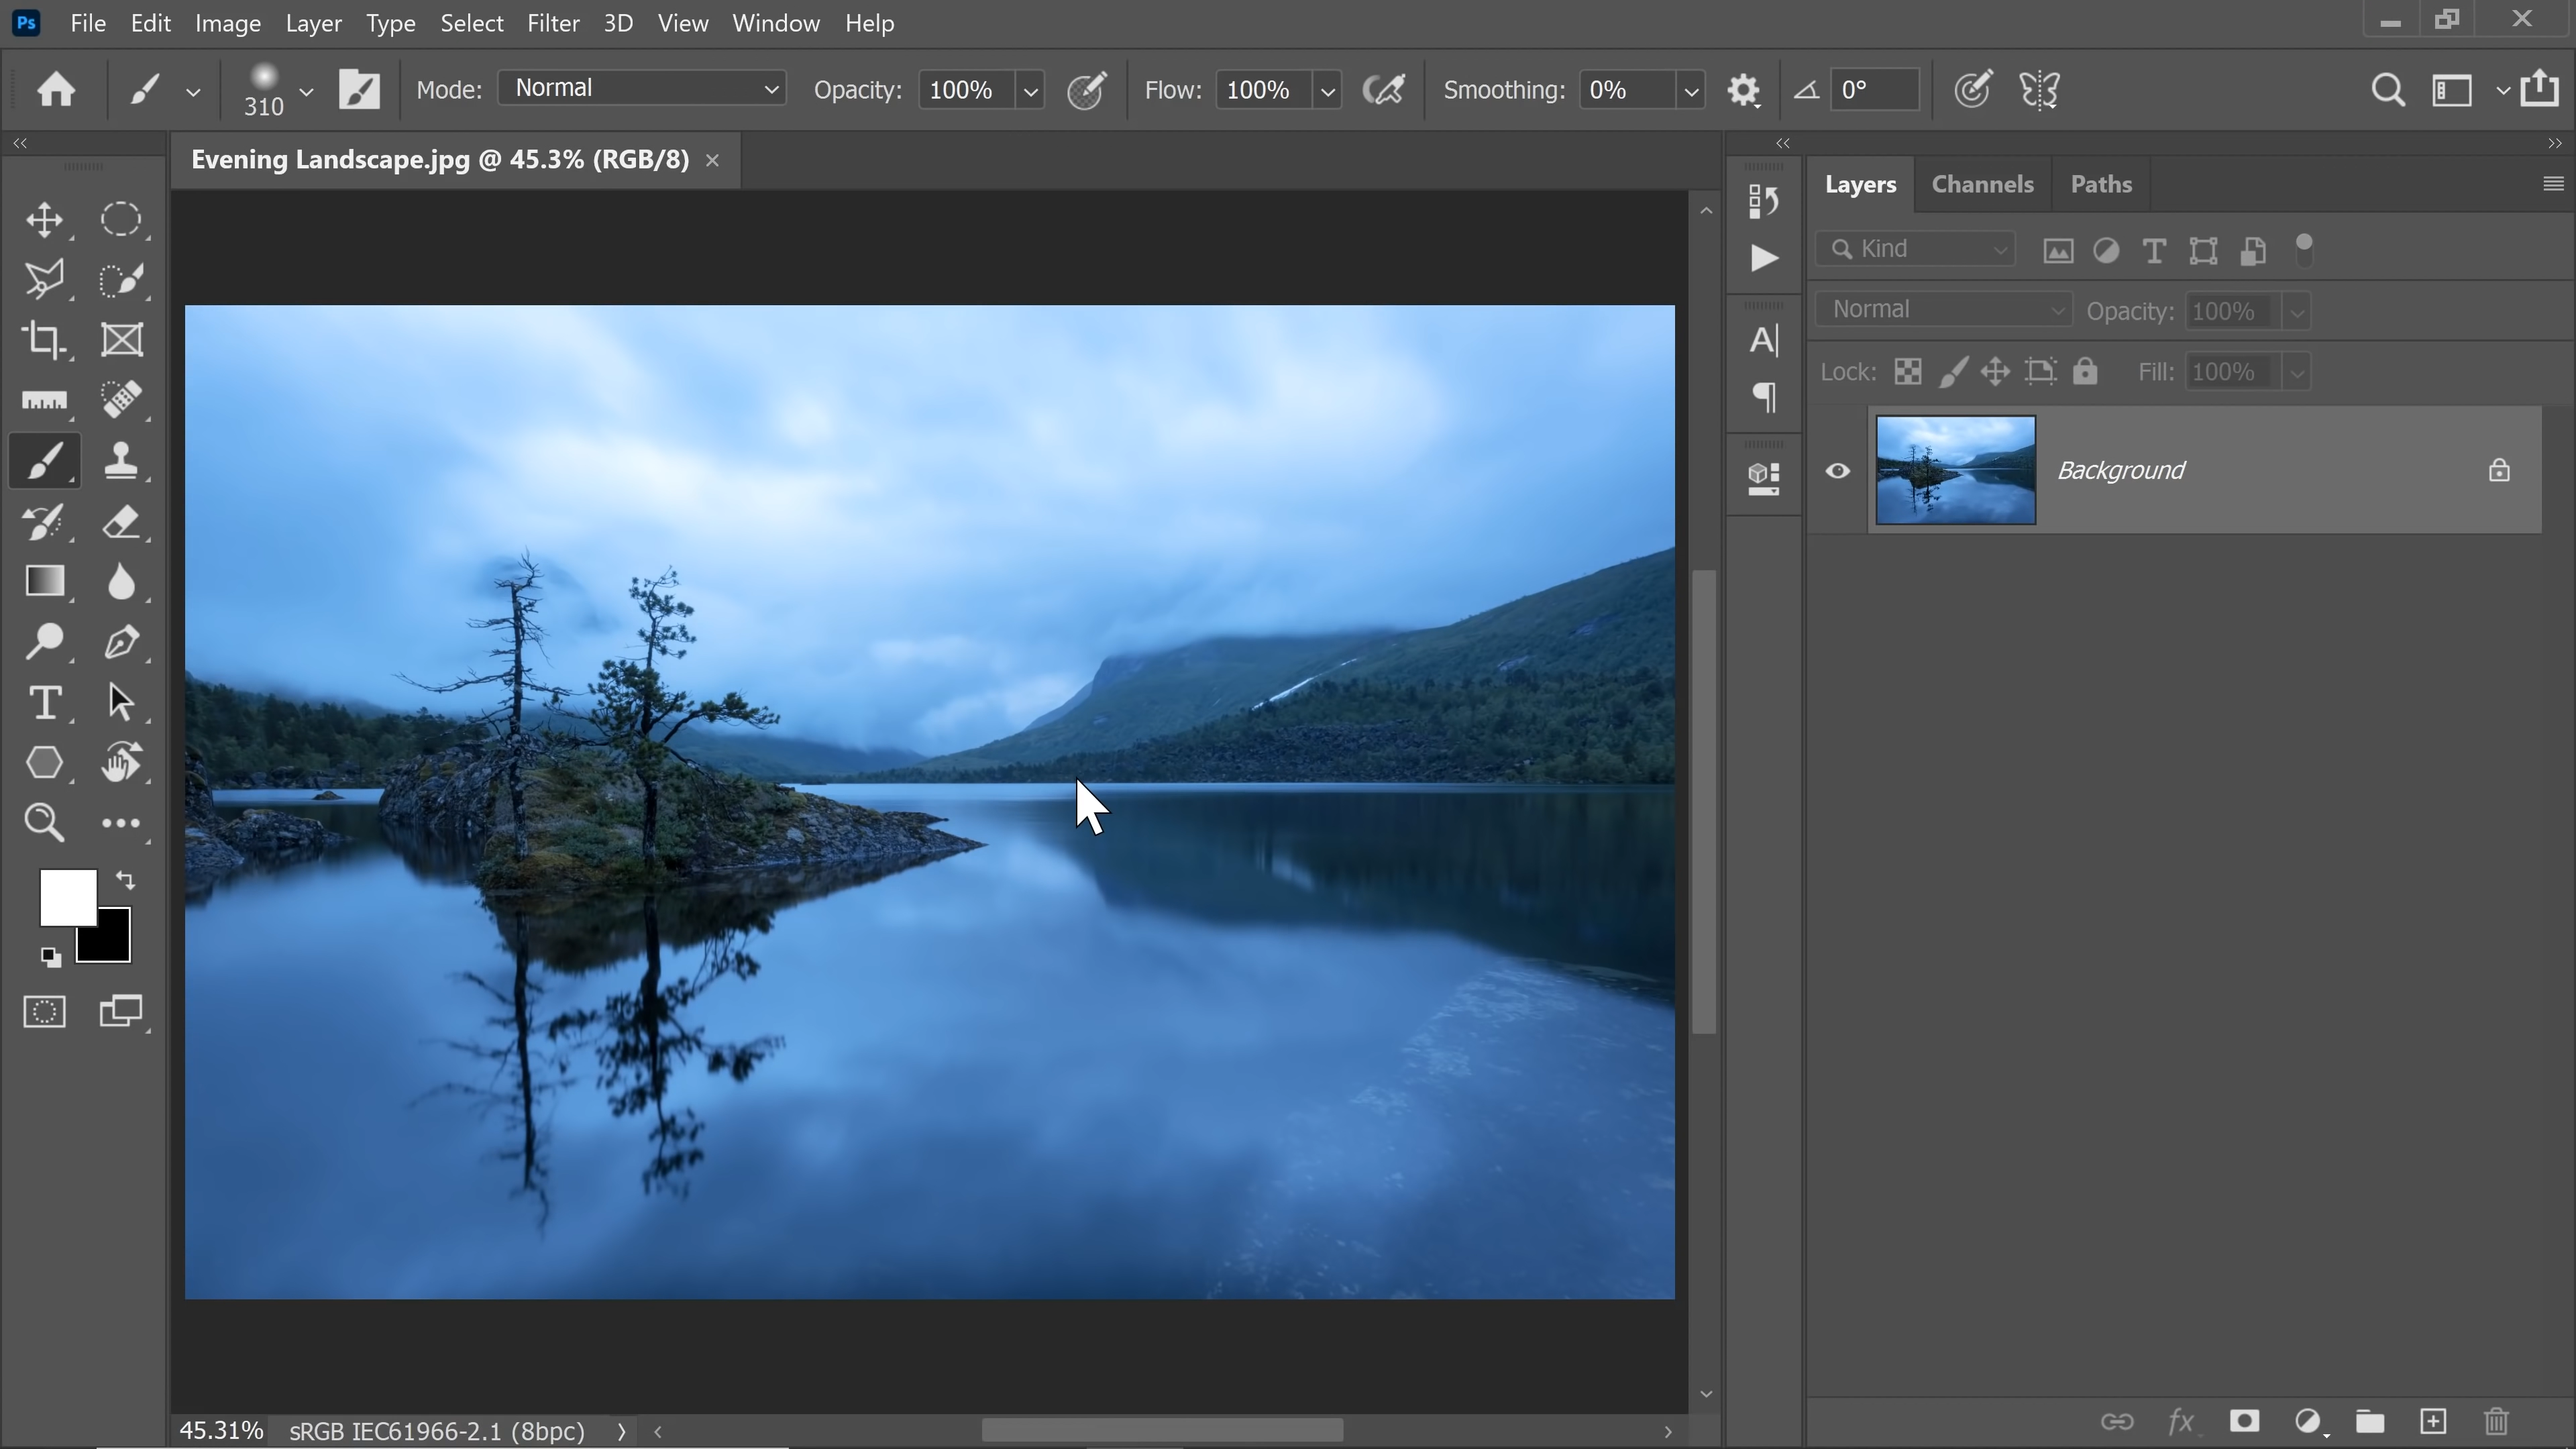 Ps File Edit Image Layer Type Select Filter 3D View Window Help
310 Mode: Normal Opacity: 100% Flow: 100% Smoothing: 0% 0°
Evening Landscape.jpg @ 45.3% (RGB/8) ×
Layers Channels Paths
Kind
Normal Opacity: 100%
Lock: Fill: 100%
Background
45.31% sRGB IEC61966-2.1 (8bpc)
fx